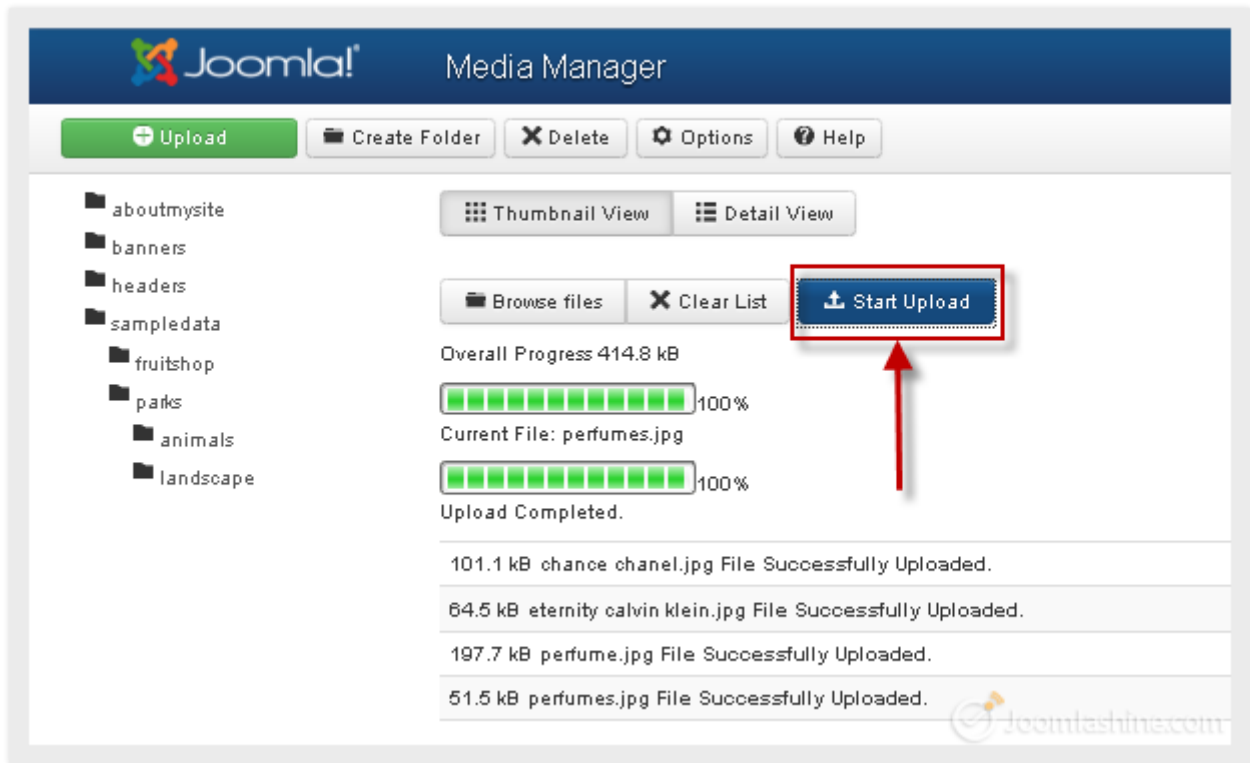 Joomla!® Media Manager
Upload Create Folder Delete Options Help
aboutmysite
banners
headers
sampledata
fruitshop
parks
animals
landscape
Thumbnail View Detail View
Browse files Clear List Start Upload
Overall Progress 414.8 kB
100%
Current File: perfumes.jpg
100%
Upload Completed.
101.1 kB chance chanel.jpg File Successfully Uploaded.
64.5 kB eternity calvin klein.jpg File Successfully Uploaded.
197.7 kB perfume.jpg File Successfully Uploaded.
51.5 kB perfumes.jpg File Successfully Uploaded.
Joomlashine.com